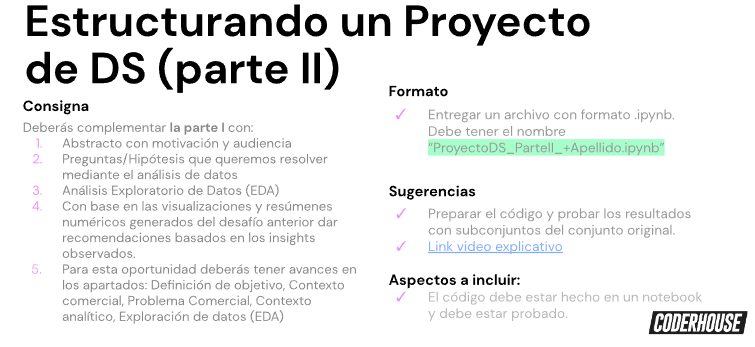 Estructurando un Proyecto
de DS (parte II)
Consigna
Deberás complementar la parte I con:
1. Abstracto con motivación y audiencia
2. Preguntas/Hipótesis que queremos resolver
mediante el análisis de datos
3. Análisis Exploratorio de Datos (EDA)
4. Con base en las visualizaciones y resúmenes
numéricos generados del desafío anterior dar
recomendaciones basados en los insights
observados.
5. Para esta oportunidad deberás tener avances en
los apartados: Definición de objetivo, Contexto
comercial, Problema Comercial, Contexto
analítico, Exploración de datos (EDA)
Formato
✓ Entregar un archivo con formato .ipynb.
Debe tener el nombre
“ProyectoDS_ParteII_+Apellido.ipynb”
Sugerencias
✓ Preparar el código y probar los resultados
con subconjuntos del conjunto original.
✓ Link video explicativo
Aspectos a incluir:
✓ El código debe estar hecho en un notebook
y debe estar probado.
CODERHOUSE